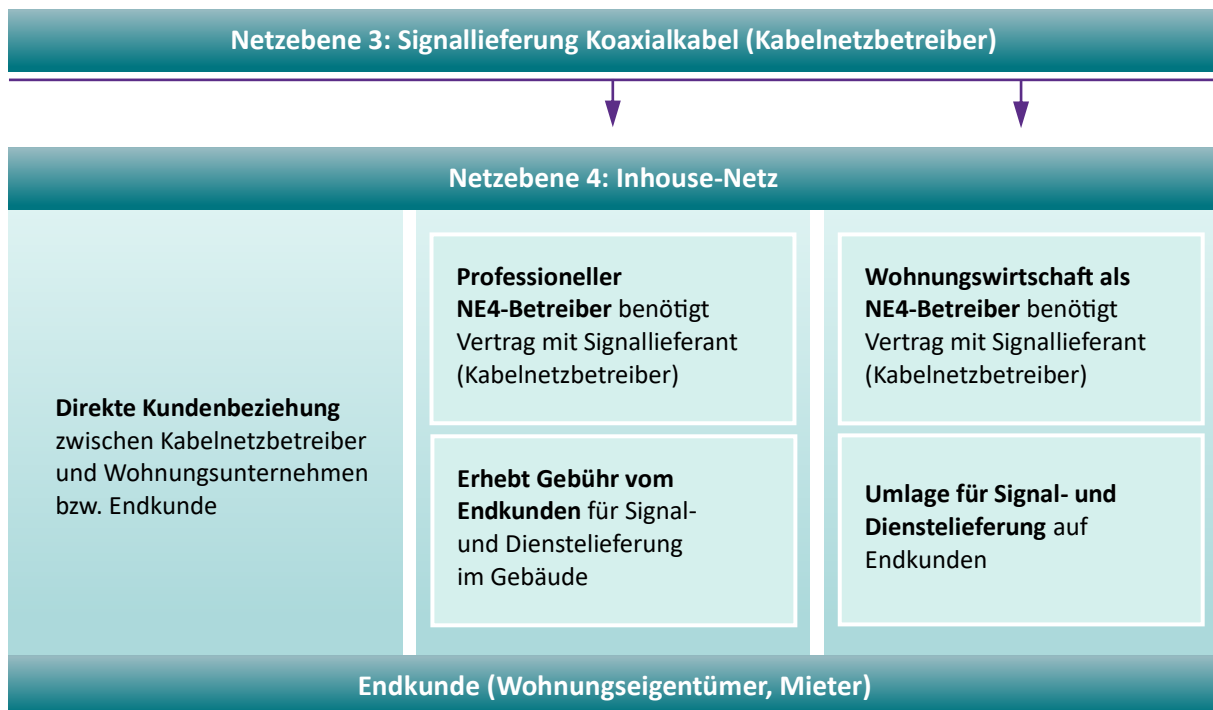 Netzebene 3: Signallieferung Koaxialkabel (Kabelnetzbetreiber)
Netzebene 4: Inhouse-Netz
Direkte Kundenbeziehung
zwischen Kabelnetzbetreiber
und Wohnungsunternehmen
bzw. Endkunde
Professioneller
NE4-Betreiber benötigt
Vertrag mit Signallieferant
(Kabelnetzbetreiber)
Erhebt Gebühr vom
Endkunden für Signal-
und Dienstelieferung
im Gebäude
Wohnungswirtschaft als
NE4-Betreiber benötigt
Vertrag mit Signallieferant
(Kabelnetzbetreiber)
Umlage für Signal- und
Dienstelieferung auf
Endkunden
Endkunde (Wohnungseigentümer, Mieter)